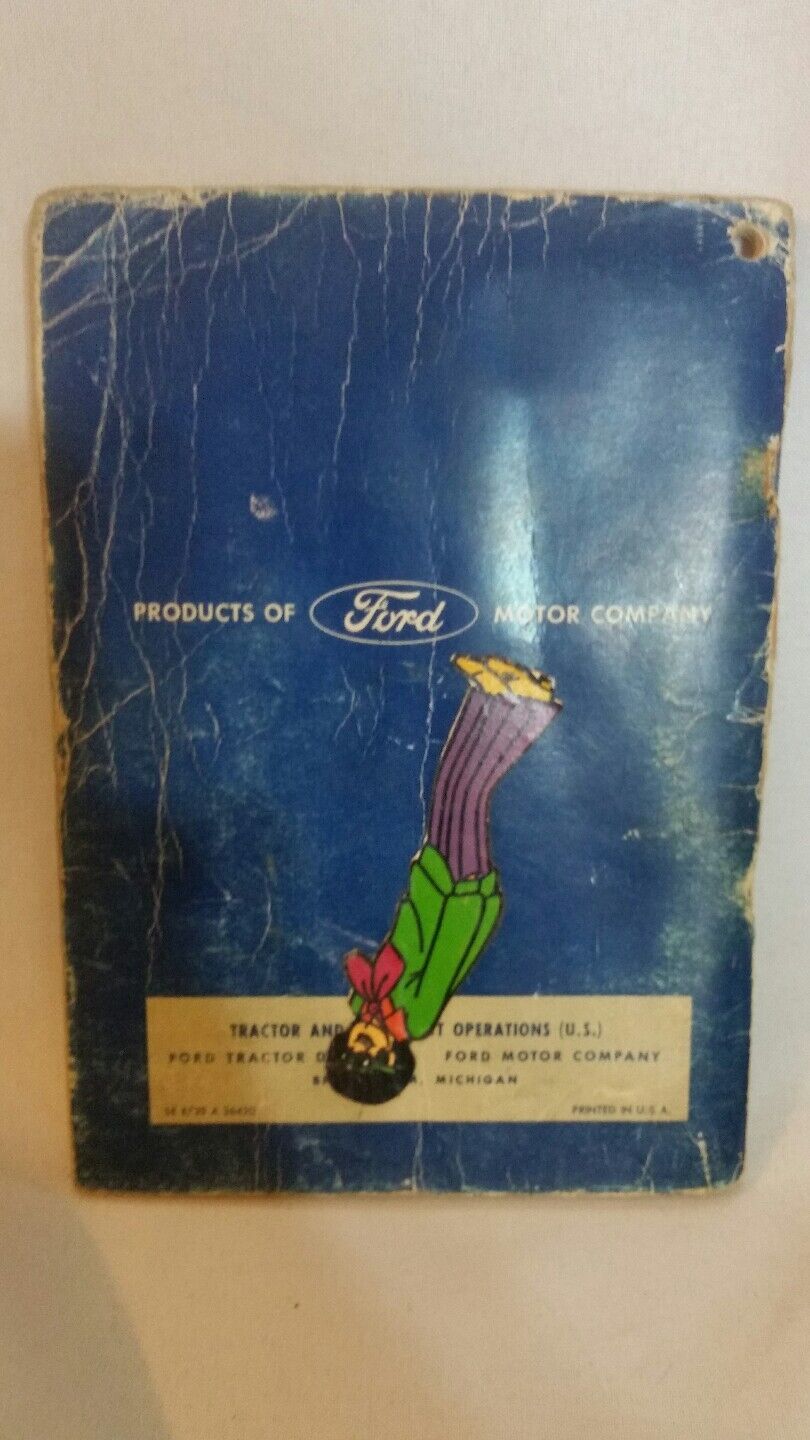 PRODUCTS OF Ford MOTOR COMPANY
TRACTOR AND T OPERATIONS (U.S.)
FORD TRACTOR D FORD MOTOR COMPANY
MICHIGAN
PRINTED IN U.S.A.